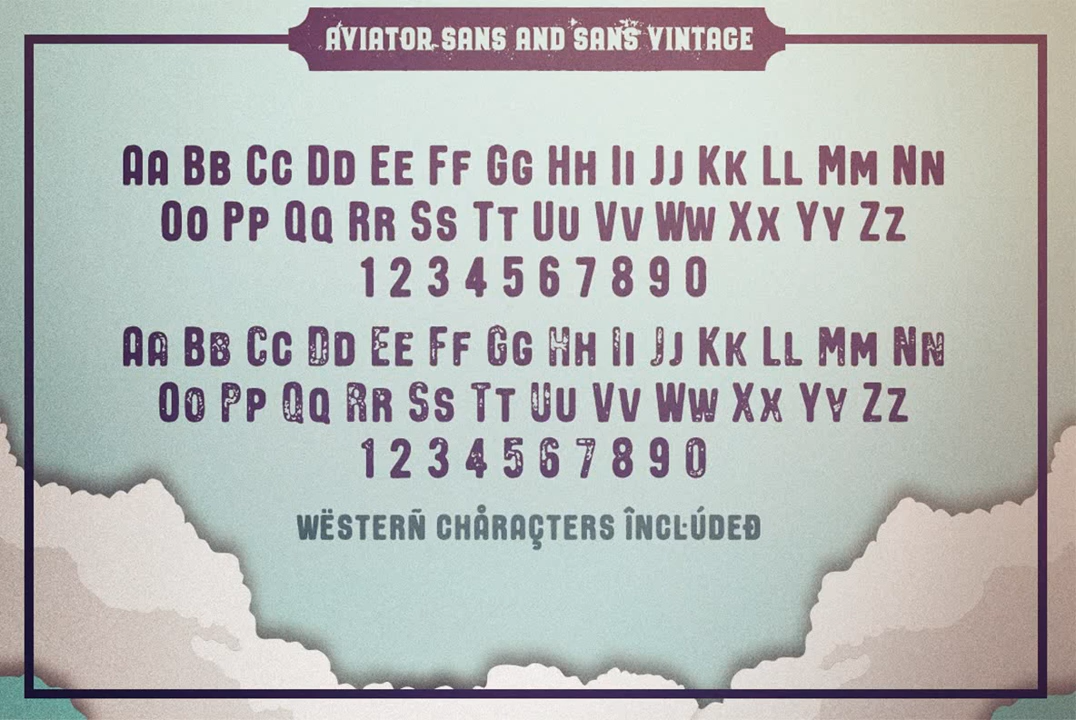 AVIATOR SANS AND SANS VINTAGE
Aa Bb Cc Dd Ee Ff Gg Hh Ii Jj Kk Ll Mm Nn
Oo Pp Qq Rr Ss Tt Uu Vv Ww Xx Yy Zz
1 2 3 4 5 6 7 8 9 0
Aa Bb Cc Dd Ee Ff Gg Hh Ii Jj Kk Ll Mm Nn
Oo Pp Qq Rr Ss Tt Uu Vv Ww Xx Yy Zz
1 2 3 4 5 6 7 8 9 0
WËSTERÑ CHÅRAÇTERS ÎNCLÚDEÐ